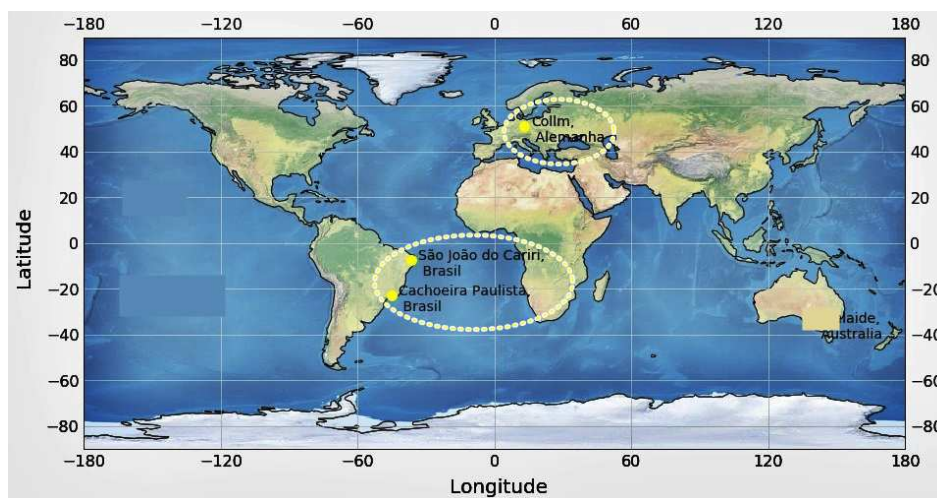 −180 −120 −60 0 60 120 180
80 80
60 60
Collm,
Alemanha
40 40
20 20
0 0
São João do Cariri,
Brasil
−20 −20
Cachoeira Paulista,
Brasil
laide,
Australia
−40 −40
−60 −60
−80 −80
−180 −120 −60 0 60 120 180
Latitude
Longitude